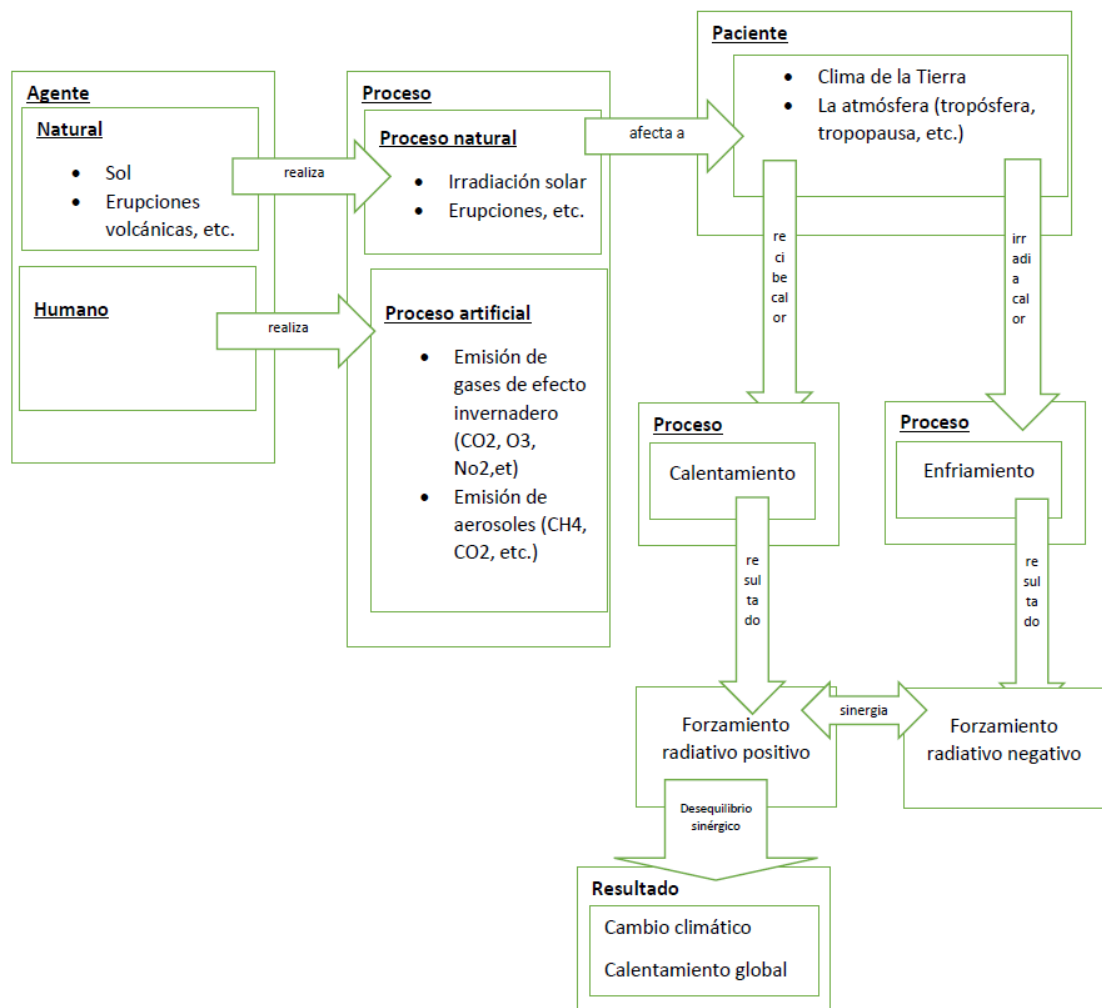 Agente
Natural
• Sol
• Erupciones
volcánicas, etc.
Humano
realiza
realiza
Proceso
Proceso natural
• Irradiación solar
• Erupciones, etc.
Proceso artificial
• Emisión de
gases de efecto
invernadero
(CO2, O3,
No2,et)
• Emisión de
aerosoles (CH4,
CO2, etc.)
afecta a
Paciente
• Clima de la Tierra
• La atmósfera (tropósfera,
tropopausa, etc.)
re
ci
be
cal
or
irr
adi
a
cal
or
Proceso
Calentamiento
Proceso
Enfriamiento
re
sul
ta
do
re
sul
ta
do
Forzamiento
radiativo positivo
sinergia
Forzamiento
radiativo negativo
Desequilibrio
sinérgico
Resultado
Cambio climático
Calentamiento global